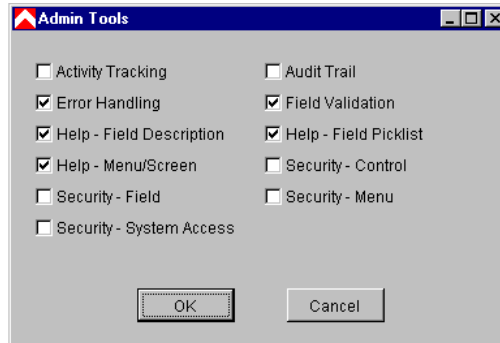 Admin Tools
Activity Tracking
Audit Trail
Error Handling
Field Validation
Help - Field Description
Help - Field Picklist
Help - Menu/Screen
Security - Control
Security - Field
Security - Menu
Security - System Access
OK
Cancel